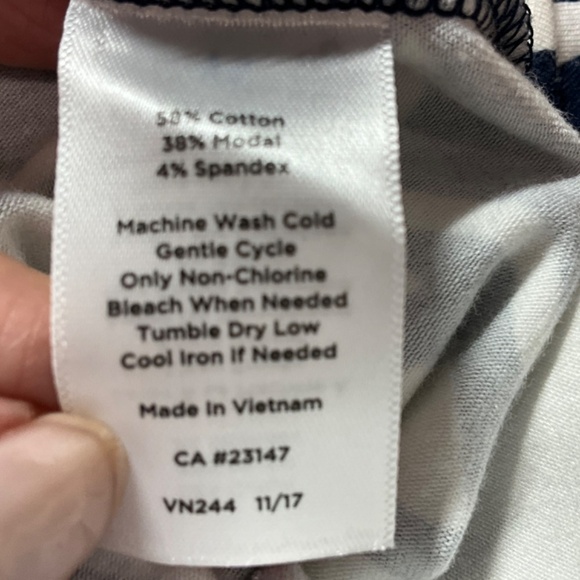 58% Cotton
38% Modal
4% Spandex
Machine Wash Cold
Gentle Cycle
Only Non-Chlorine
Bleach When Needed
Tumble Dry Low
Cool Iron If Needed
Made In Vietnam
CA #23147
VN244 11/17